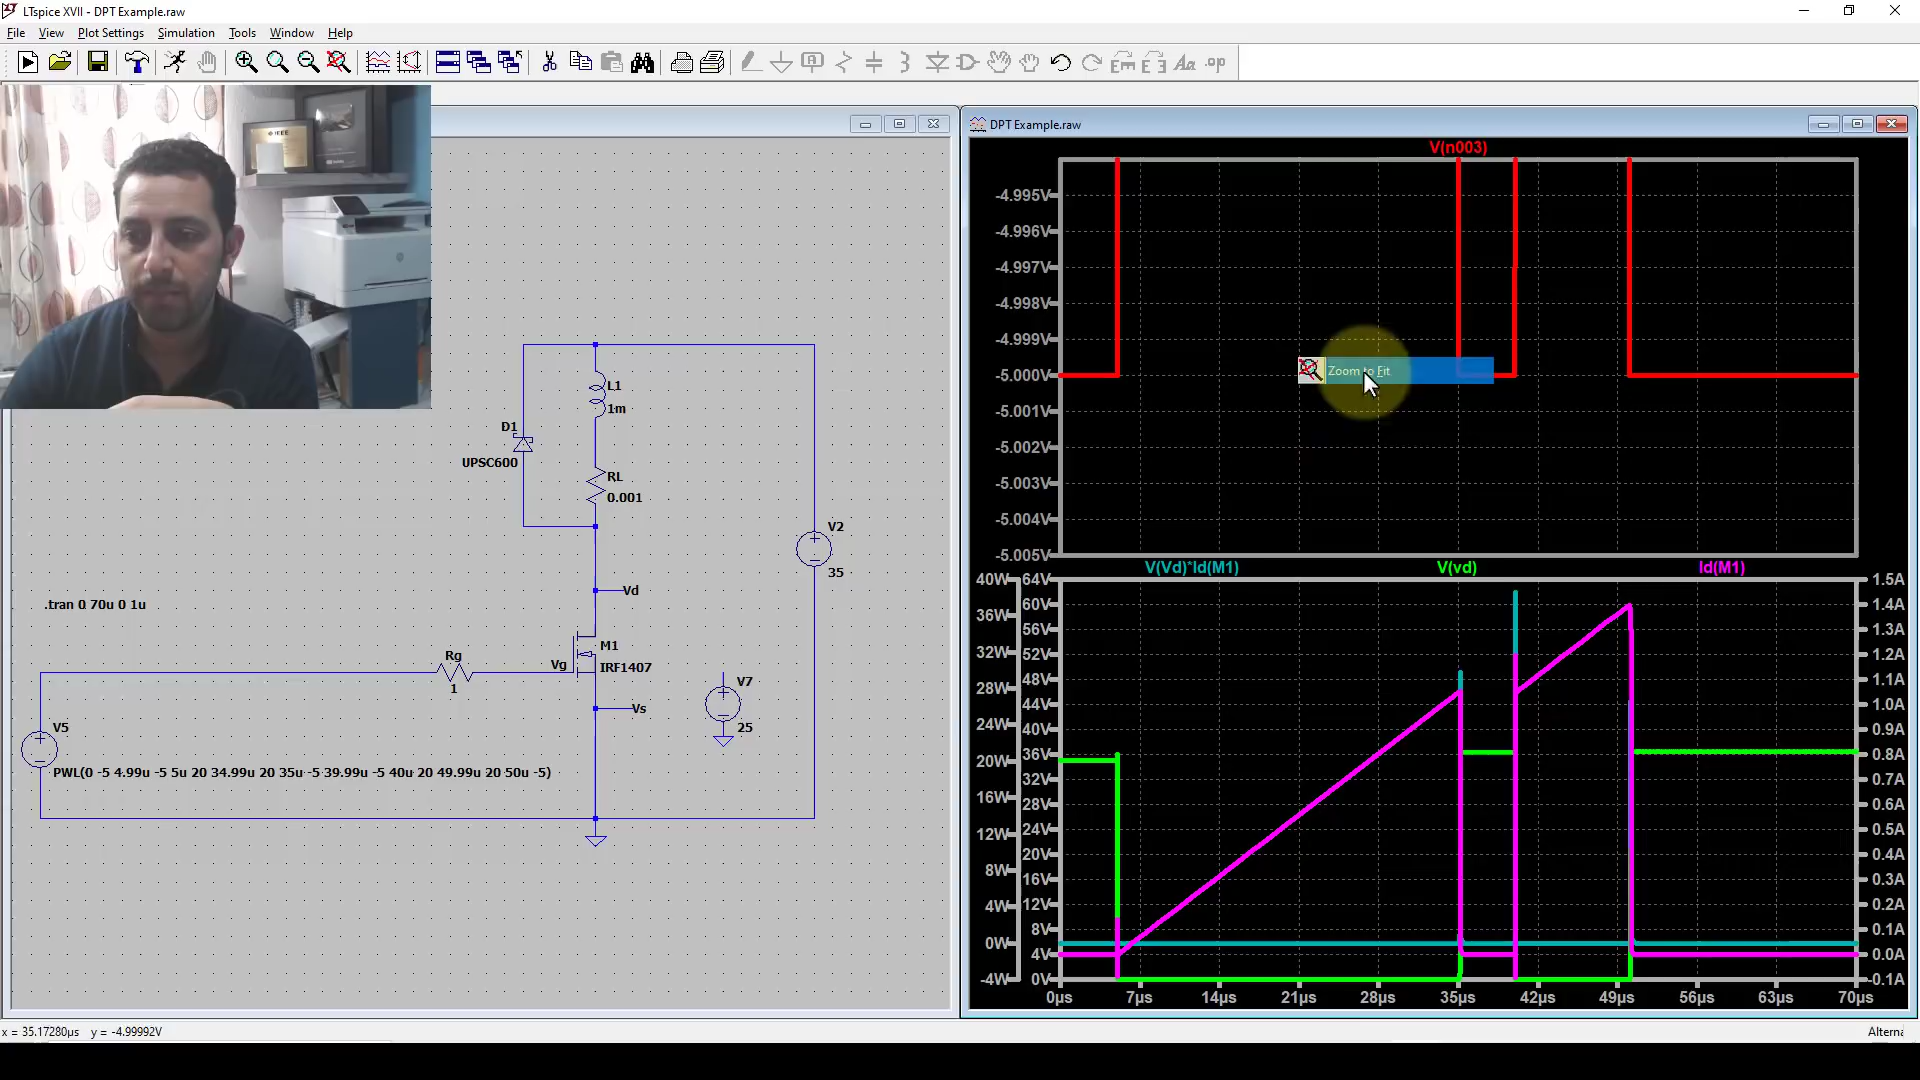 LTspice XVII - DPT Example.raw
File View Plot Settings Simulation Tools Window Help
Aa .op
IEEE
DPT Example.raw
V(n003)
-4.995V
-4.996V
-4.997V
-4.998V
-4.999V
-5.000V
-5.001V
-5.002V
-5.003V
-5.004V
-5.005V
Zoom to Fit
V(Vd)*Id(M1) V(vd) Id(M1)
40W 64V 1.5A
60V 1.4A
36W 56V 1.3A
32W 52V 1.2A
48V 1.1A
28W 44V 1.0A
24W 40V 0.9A
36V 0.8A
20W 32V 0.7A
16W 28V 0.6A
24V 0.5A
12W 20V 0.4A
8W 16V 0.3A
12V 0.2A
4W 8V 0.1A
0W 4V 0.0A
-4W 0V -0.1A
0µs 7µs 14µs 21µs 28µs 35µs 42µs 49µs 56µs 63µs 70µs
L1
1m
D1
UPSC600
RL
0.001
V2
35
Vd
.tran 0 70u 0 1u
M1
IRF1407
Rg
1
Vg
V7
25
Vs
V5
PWL(0 -5 4.99u -5 5u 20 34.99u 20 35u -5 39.99u -5 40u 20 49.99u 20 50u -5)
x = 35.17280µs y = -4.99992V
Alterna